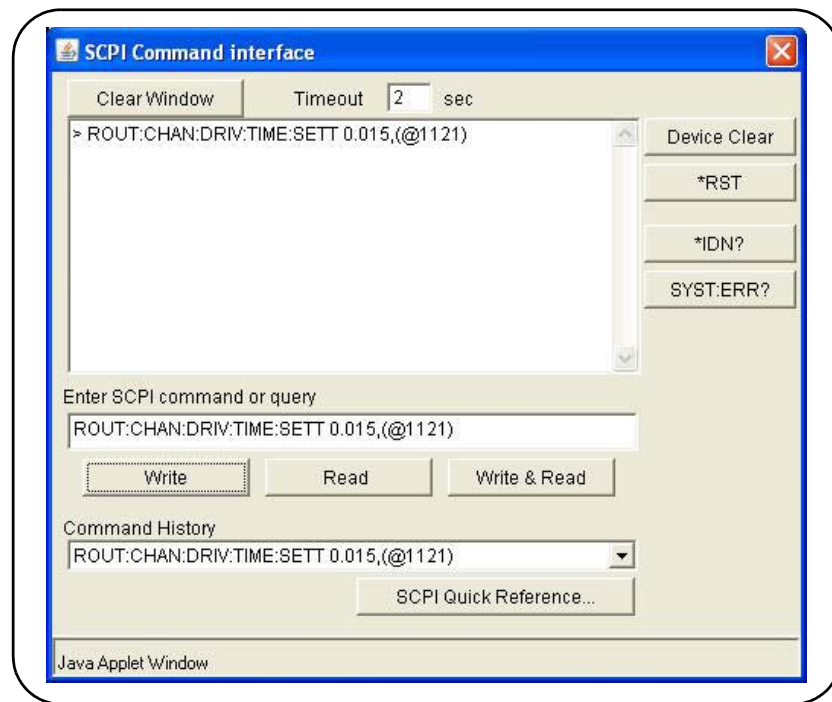 SCPI Command interface
Clear Window Timeout 2 sec
> ROUT:CHAN:DRIV:TIME:SETT 0.015,(@1121)
Device Clear
*RST
*IDN?
SYST:ERR?
Enter SCPI command or query
ROUT:CHAN:DRIV:TIME:SETT 0.015,(@1121)
Write Read Write & Read
Command History
ROUT:CHAN:DRIV:TIME:SETT 0.015,(@1121)
SCPI Quick Reference...
Java Applet Window